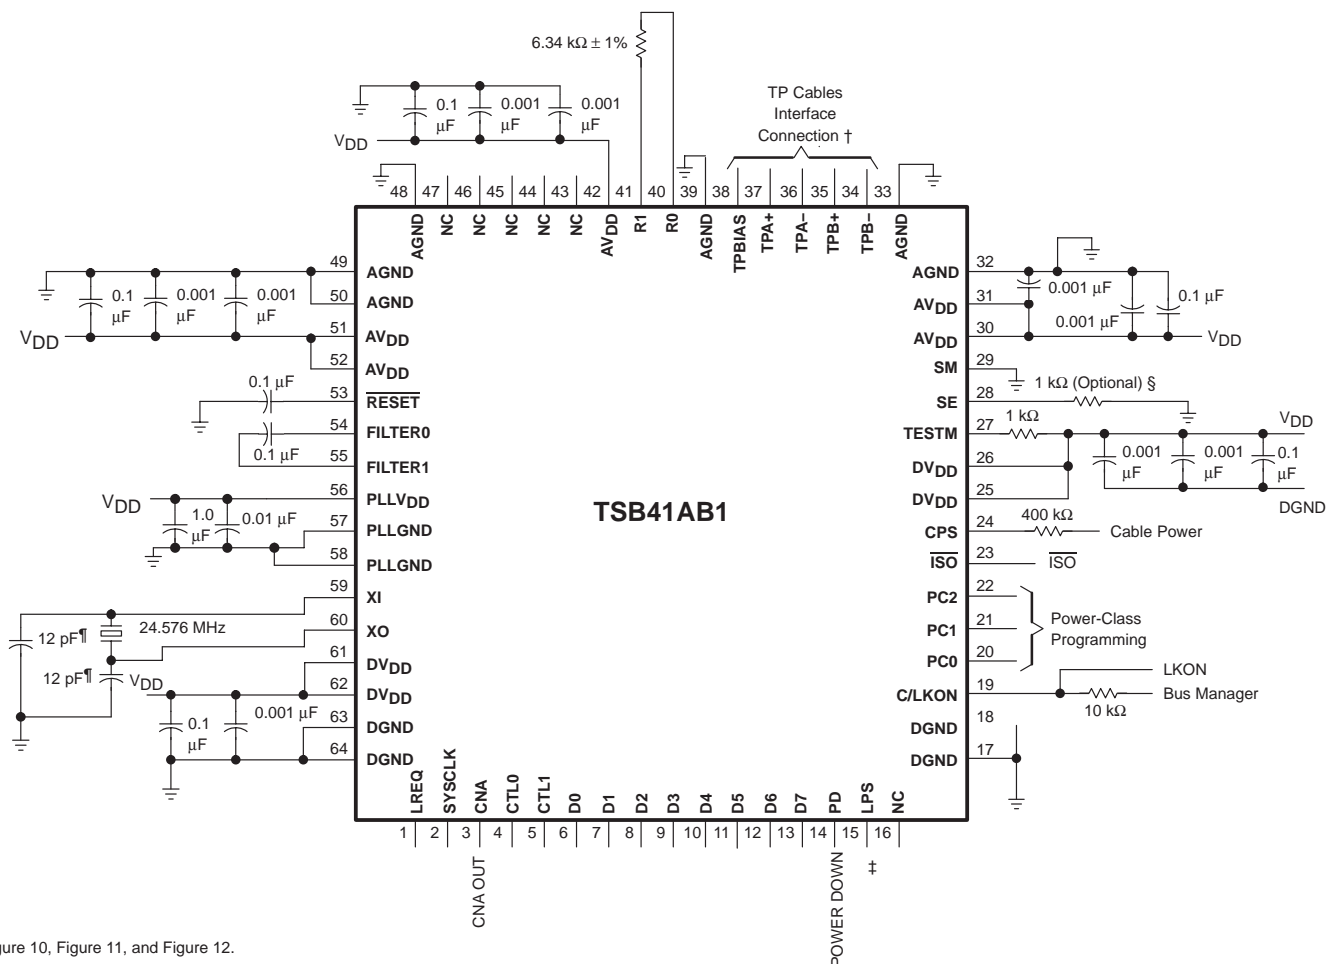 6.34 kΩ ± 1%
TP Cables
Interface
Connection †
0.1
µF
0.001
µF
0.001
µF
VDD
48 47 46 45 44 43 42 41 40 39 38 37 36 35 34 33
AGND NC NC NC NC NC AVDD R1 R0 AGND TPBIAS TPA+ TPA− TPB+ TPB− AGND
49 AGND
50 AGND
51 AVDD
52 AVDD
0.1
µF
0.001
µF
0.001
µF
VDD
53 RESET
0.1 µF
54 FILTER0
55 FILTER1
0.1 µF
56 PLLVDD
57 PLLGND
58 PLLGND
VDD
1.0
µF
0.01 µF
59 XI
60 XO
12 pF¶
24.576 MHz
12 pF¶
61 DVDD
62 DVDD
63 DGND
64 DGND
VDD
0.1
µF
0.001 µF
TSB41AB1
AGND 32
AVDD 31
AVDD 30
0.001 µF
0.001 µF
0.1 µF
VDD
SM 29
SE 28
1 kΩ (Optional) §
TESTM 27
1 kΩ
VDD
DVDD 26
DVDD 25
0.001
µF
0.001
µF
0.1
µF
DGND
CPS 24
400 kΩ
Cable Power
ISO 23
ISO
PC2 22
PC1 21
PC0 20
Power-Class
Programming
C/LKON 19
LKON
10 kΩ
Bus Manager
DGND 18
DGND 17
LREQ SYSCLK CNA CTL0 CTL1 D0 D1 D2 D3 D4 D5 D6 D7 PD LPS NC
1 2 3 4 5 6 7 8 9 10 11 12 13 14 15 16
CNA OUT
POWER DOWN
‡
gure 10, Figure 11, and Figure 12.